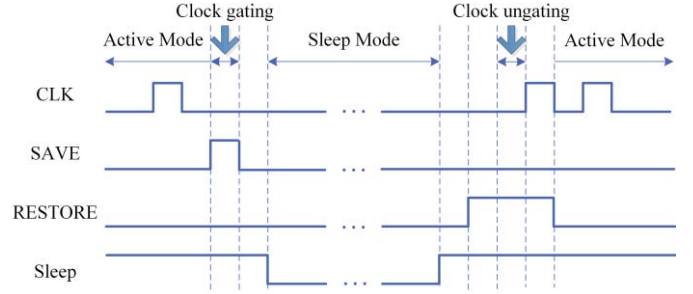 Clock gating
Clock ungating
Active Mode
Sleep Mode
Active Mode
CLK
...
SAVE
...
RESTORE
...
Sleep
...